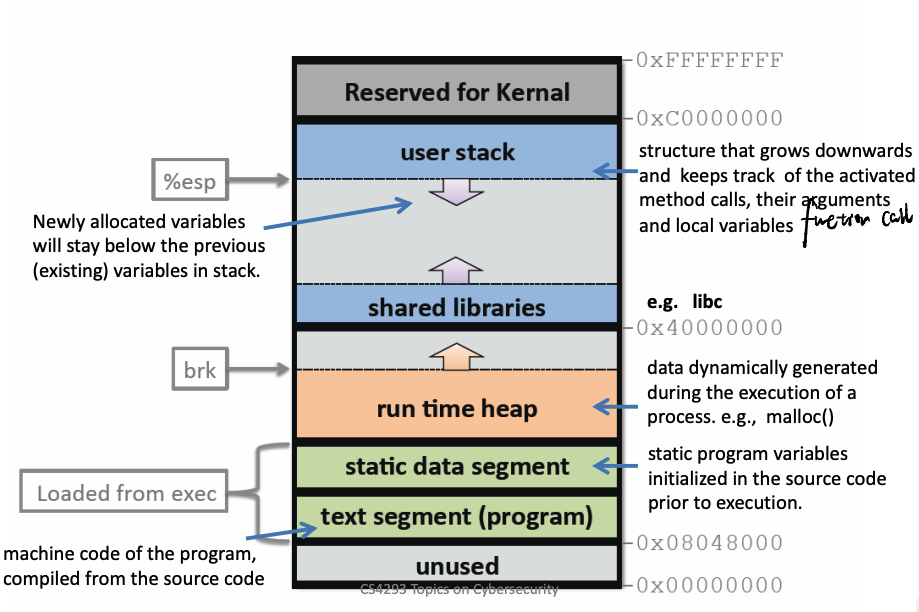 0xFFFFFFFF
Reserved for Kernal
0xC0000000
user stack
structure that grows downwards
and keeps track of the activated
method calls, their arguments
and local variables
function call
%esp
Newly allocated variables
will stay below the previous
(existing) variables in stack.
shared libraries
e.g. libc
0x40000000
brk
data dynamically generated
during the execution of a
process. e.g., malloc()
run time heap
static data segment
static program variables
initialized in the source code
prior to execution.
Loaded from exec
text segment (program)
machine code of the program,
compiled from the source code
0x08048000
unused
0x00000000
CS4293 Topics on Cybersecurity